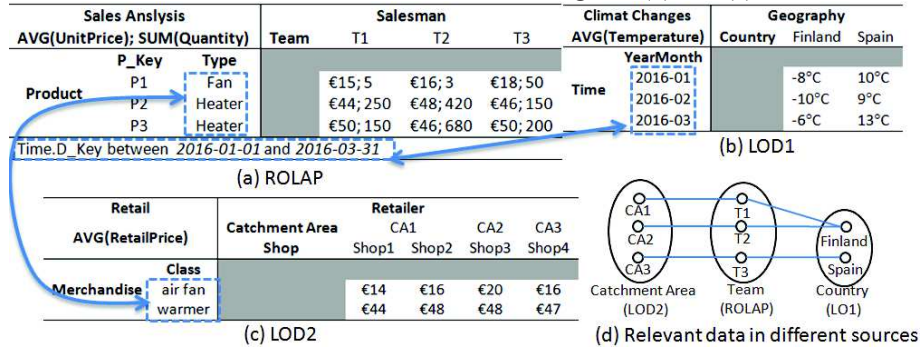 Sales Anslysis Salesman
AVG(UnitPrice); SUM(Quantity) Team T1 T2 T3
P_Key Type
Product
P1 Fan €15; 5 €16; 3 €18; 50
P2 Heater €44; 250 €48; 420 €46; 150
P3 Heater €50; 150 €46; 680 €50; 200
Time.D_Key between 2016-01-01 and 2016-03-31
(a) ROLAP
Climat Changes Geography
AVG(Temperature) Country Finland Spain
YearMonth
Time
2016-01 -8°C 10°C
2016-02 -10°C 9°C
2016-03 -6°C 13°C
(b) LOD1
Retail Retailer
AVG(RetailPrice) Catchment Area CA1 CA2 CA3
Shop Shop1 Shop2 Shop3 Shop4
Class
Merchandise air fan €14 €16 €20 €16
warmer €44 €48 €48 €47
(c) LOD2
CA1 T1
CA2 T2 Finland
CA3 T3 Spain
Catchment Area Team Country
(LOD2) (ROLAP) (LO1)
(d) Relevant data in different sources